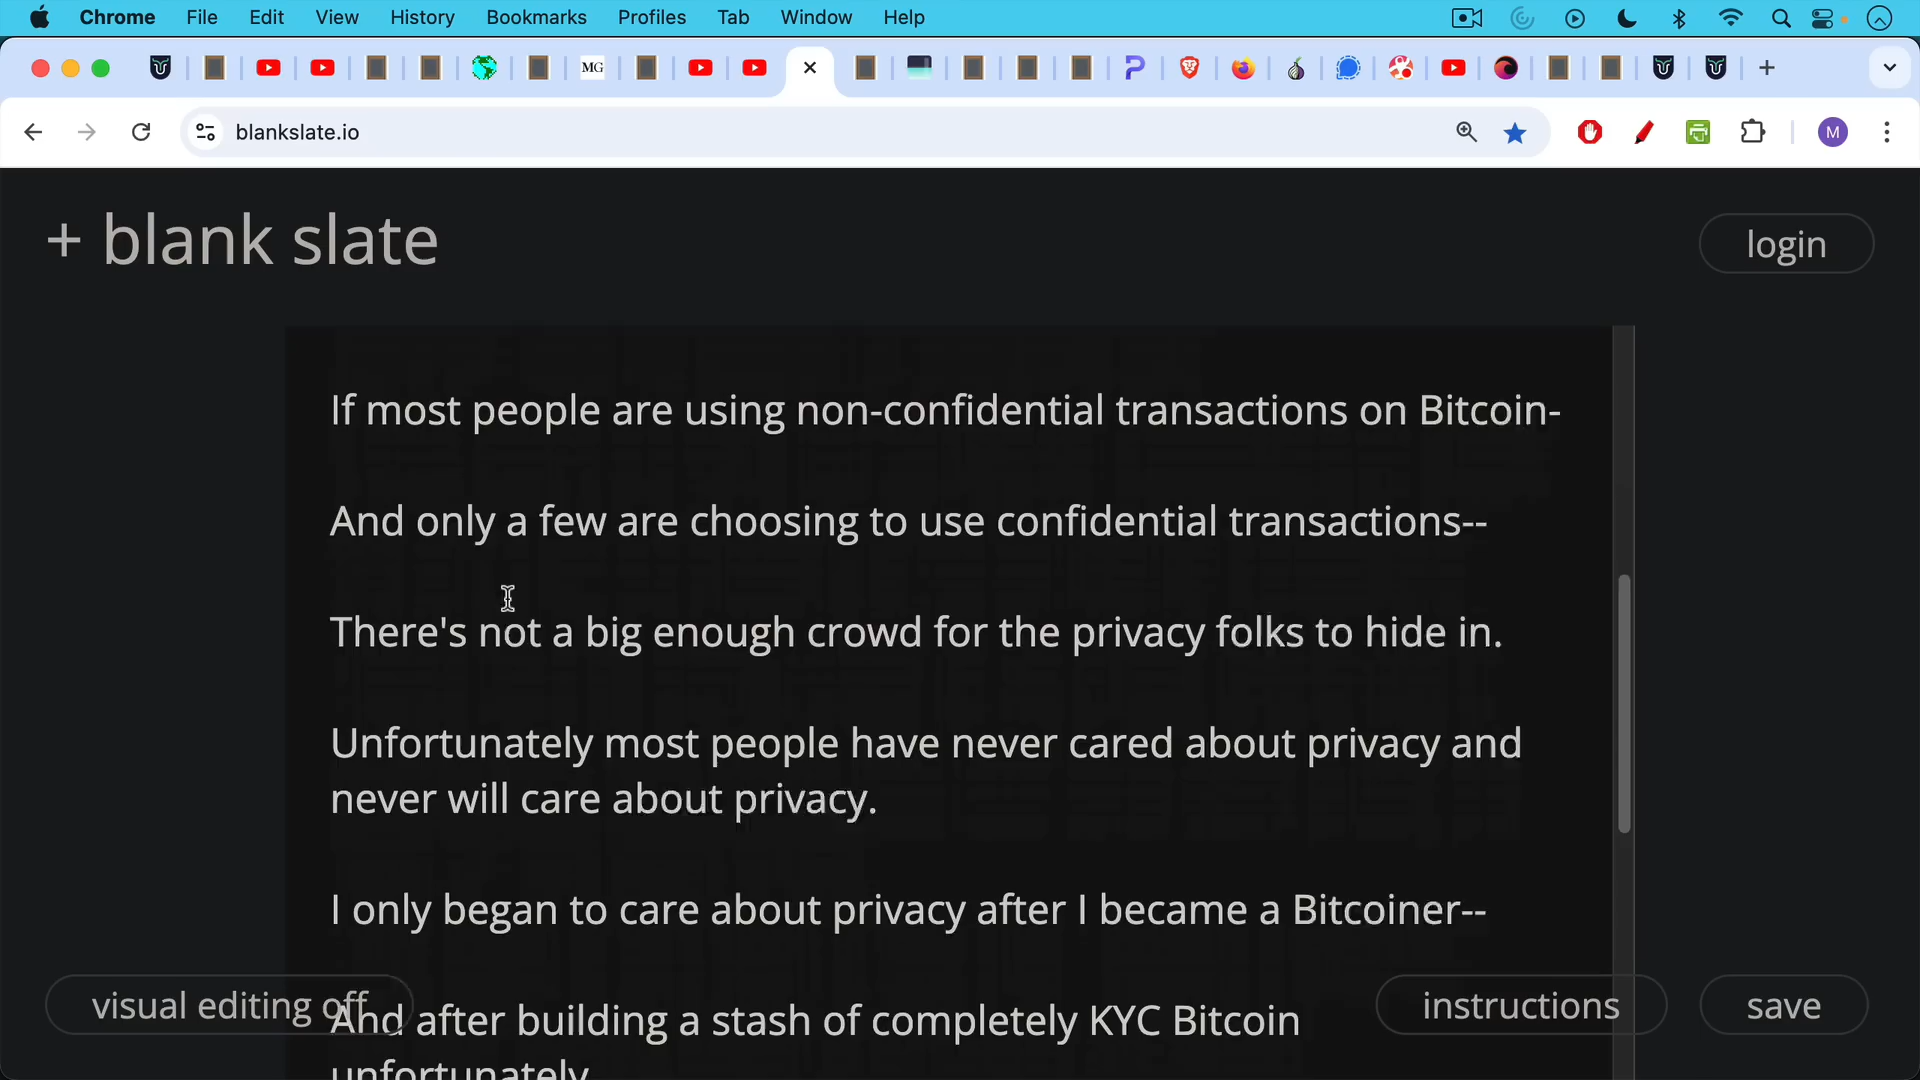 Chrome File Edit View History Bookmarks Profiles Tab Window Help
MG
blankslate.io
M
+ blank slate
login
If most people are using non-confidential transactions on Bitcoin-
And only a few are choosing to use confidential transactions--
There's not a big enough crowd for the privacy folks to hide in.
Unfortunately most people have never cared about privacy and
never will care about privacy.
I only began to care about privacy after I became a Bitcoiner--
And after building a stash of completely KYC Bitcoin
unfortunately
visual editing off
instructions
save